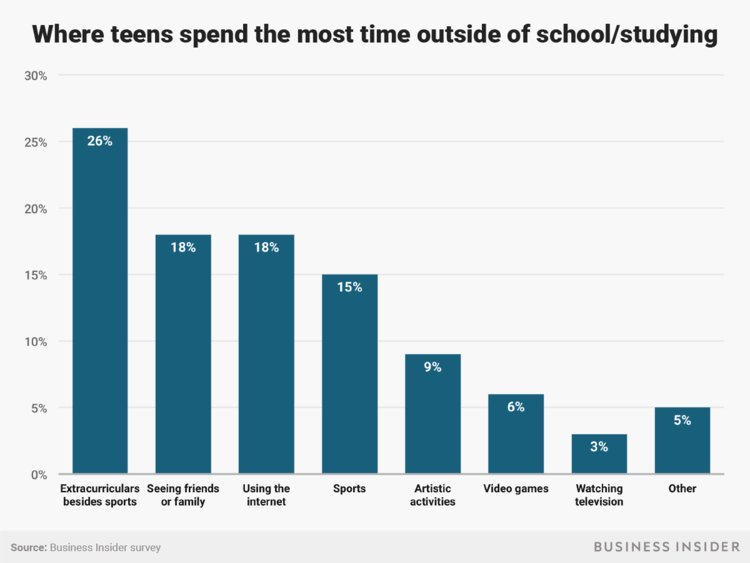 Where teens spend the most time outside of school/studying
30%
25%
20%
15%
10%
5%
0%
26%
18%
18%
15%
9%
6%
3%
5%
Extracurriculars
besides sports
Seeing friends
or family
Using the
internet
Sports
Artistic
activities
Video games
Watching
television
Other
Source: Business Insider survey
BUSINESS INSIDER